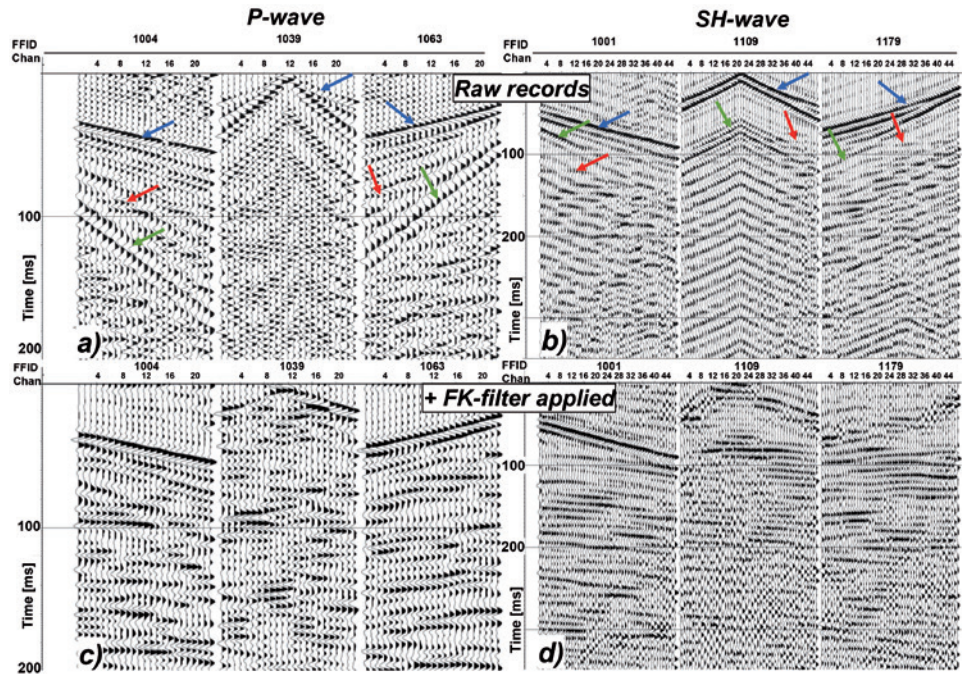 P-wave
SH-wave
FFID 1004 1039 1063
Chan 4 8 12 16 20 4 8 12 16 20 4 8 12 16 20
FFID 1001 1109 1179
Chan 4 8 12 16 20 24 28 32 36 40 44 4 8 12 16 20 24 28 32 36 40 44 4 8 12 16 20 24 28 32 36 40 44
Raw records
100
200
Time [ms]
a)
100
200
Time [ms]
b)
FFID 1004 1039 1063
Chan 4 8 12 16 20 4 8 12 16 20 4 8 12 16 20
FFID 1001 1109 1179
Chan 4 8 12 16 20 24 28 32 36 40 44 4 8 12 16 20 24 28 32 36 40 44 4 8 12 16 20 24 28 32 36 40 44
+ FK-filter applied
100
200
Time [ms]
c)
100
200
Time [ms]
d)